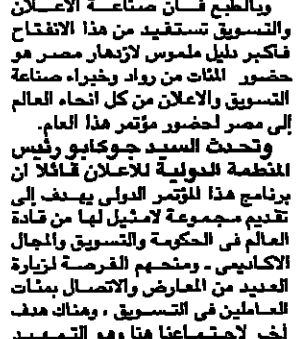 وبالطبع فان صناعة الاعلان
والتسويق تستفيد من هذا الانفتاح
فأكبر دليل ملموس لازدهار مصر هو
حضور المئات من رواد وخبراء صناعة
التسويق والاعلان من كل انحاء العالم
إلى مصر لحضور مؤتمر هذا العام.
وتحدث السيد جوكابو رئيس
المنظمة الدولية للاعلان قائلا ان
برنامج هذا المؤتمر الدولى يهدف إلى
تقديم مجموعة لامثيل لها من قادة
العالم فى الحكومة والتسويق والمجال
الاكاديمى ـ ومنحهم الفرصة لزيارة
العديد من المعارض والاتصال بمئات
العاملين فى التسويق ، وهناك هدف
أخر لاجتماعنا هنا وهو التمهيد